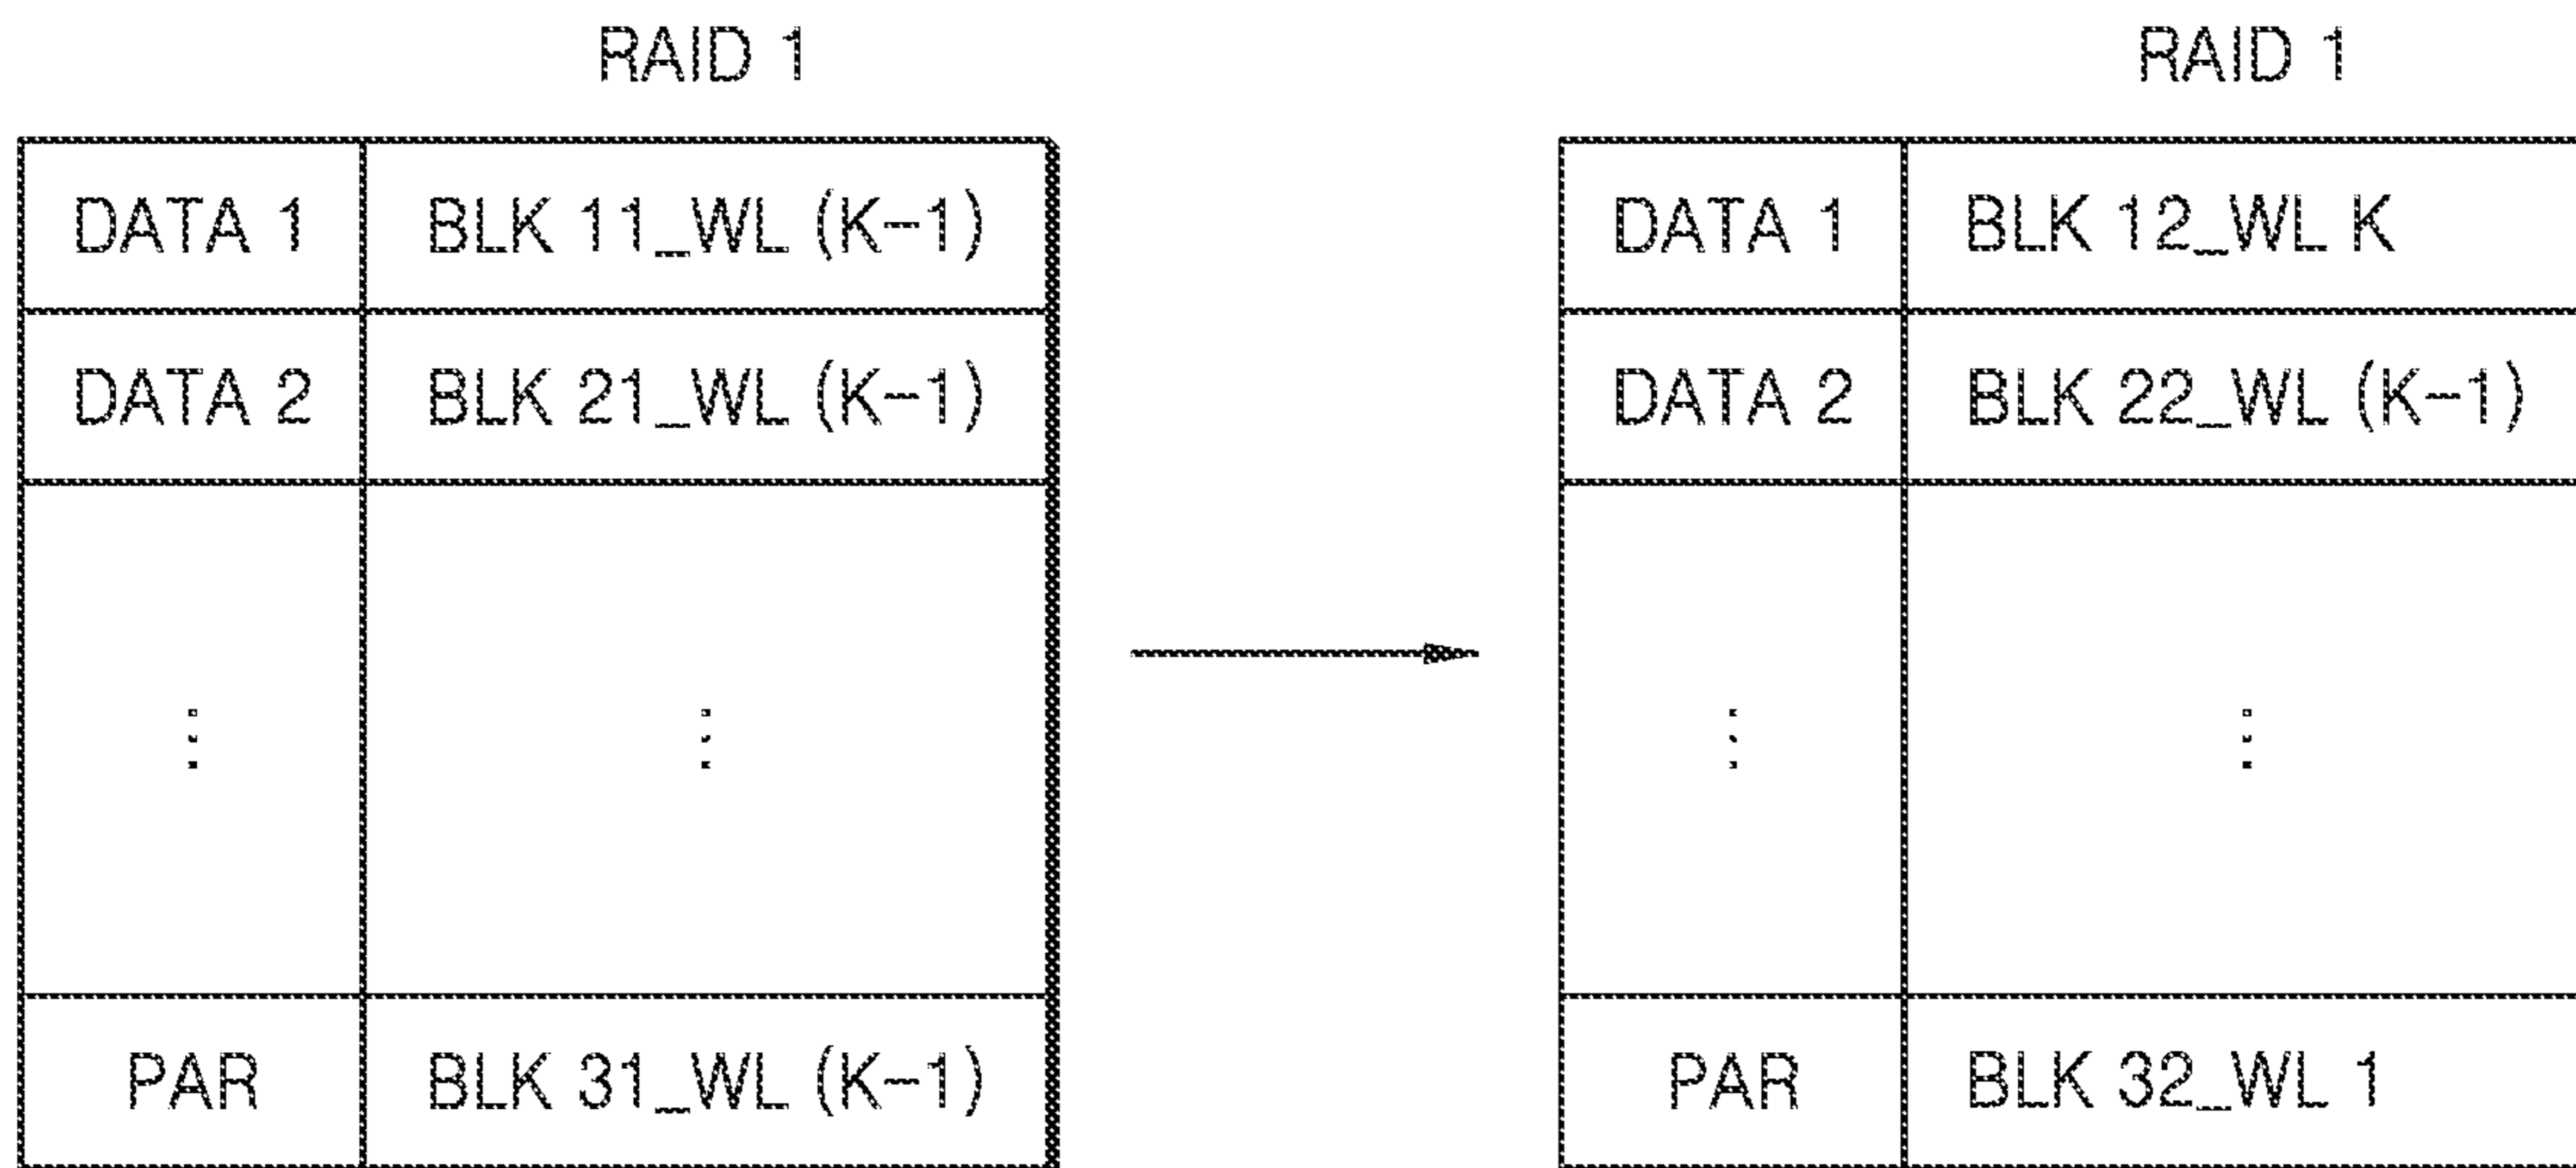 RAID 1
DATA 1 BLK 11_WL (K-1)
DATA 2 BLK 21_WL (K-1)
⋮ ⋮
PAR BLK 31_WL (K-1)
RAID 1
DATA 1 BLK 12_WL K
DATA 2 BLK 22_WL (K-1)
⋮ ⋮
PAR BLK 32_WL 1